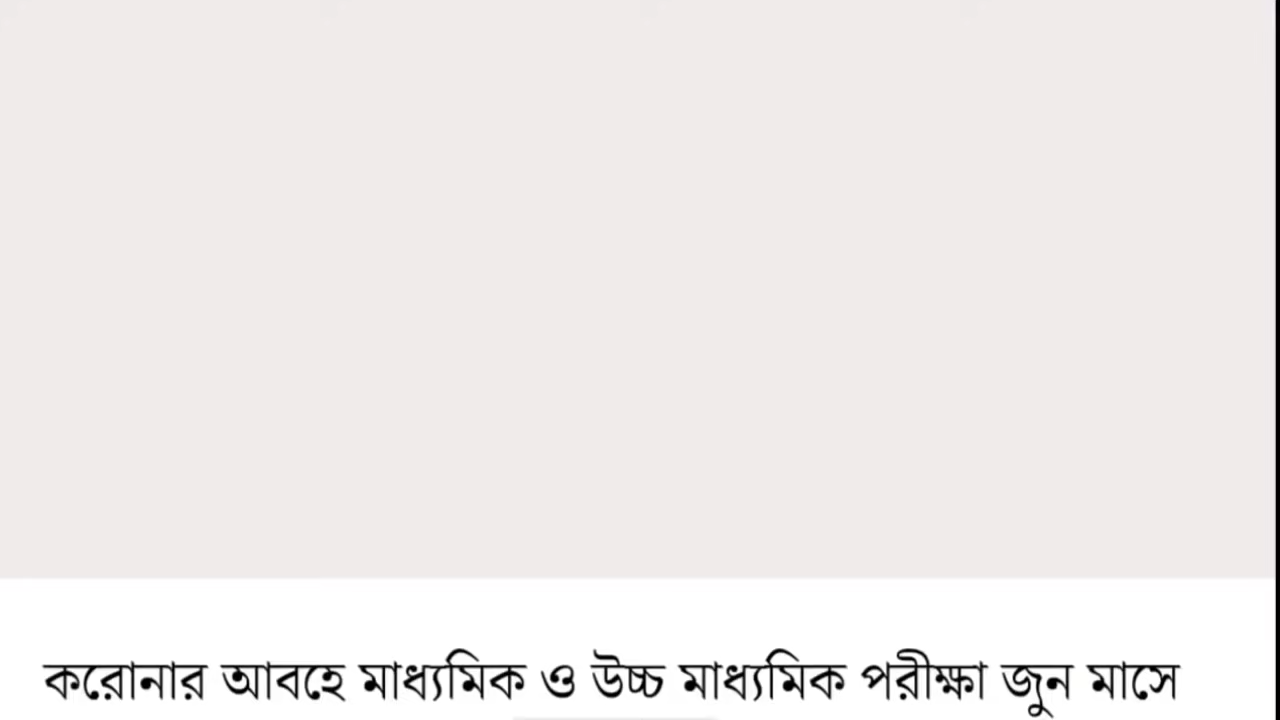 করোনার আবহে মাধ্যমিক ও উচ্চ মাধ্যমিক পরীক্ষা জুন মাসে